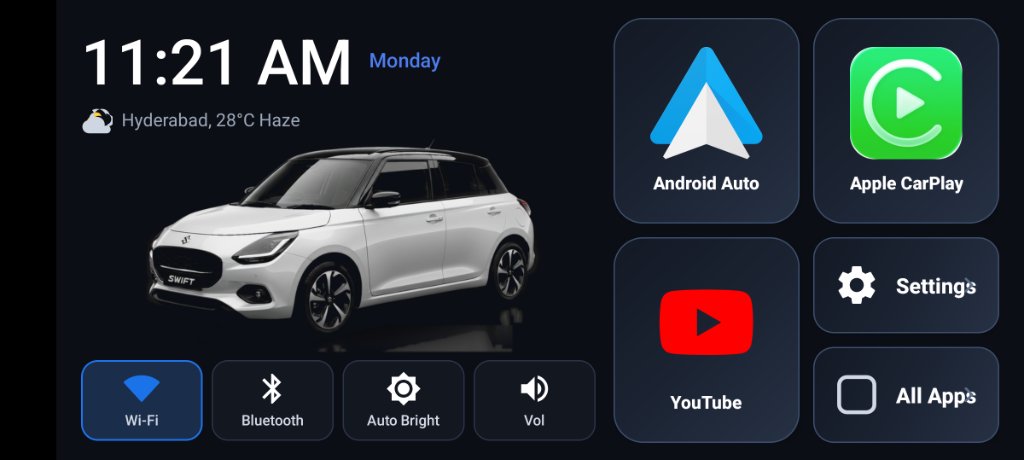 11:21 AM Monday
Hyderabad, 28°C Haze
SWIFT
Wi-Fi
Bluetooth
Auto Bright
Vol
Android Auto
Apple CarPlay
YouTube
Settings
All Apps